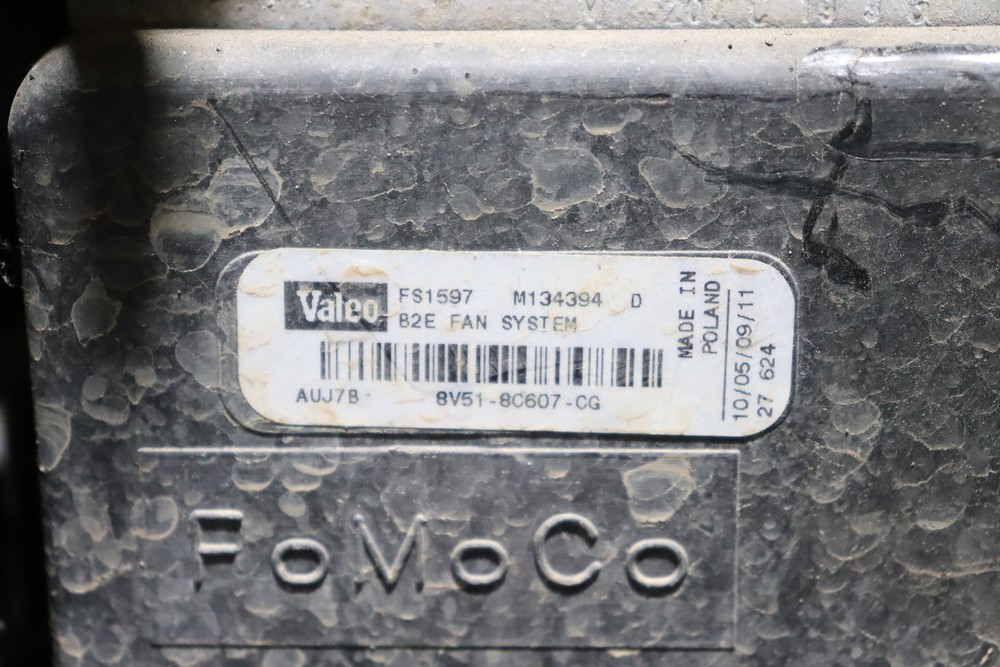 Valeo FS1597 M134394 D
B2E FAN SYSTEM
AUJ7B 8V51-8C607-CG
MADE IN
POLAND
10/05/09/11
27 624
FoMoCo